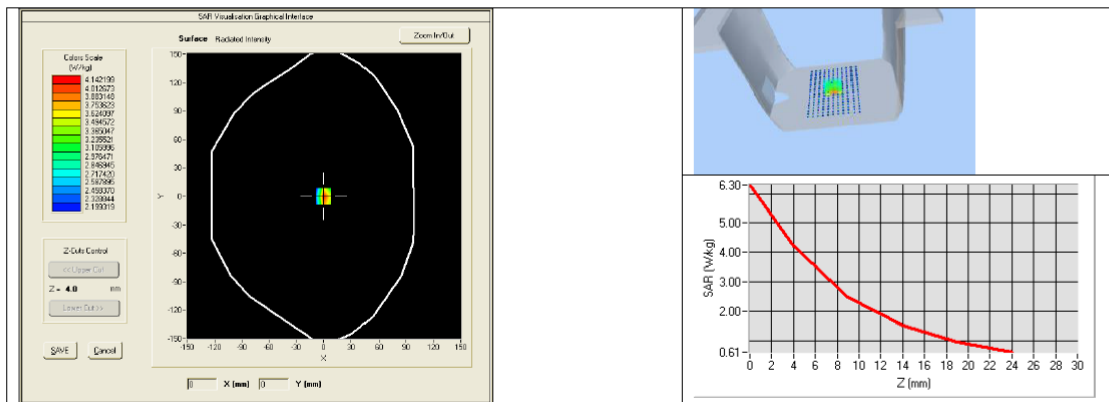 SAR Visualisation Graphical Interface
Surface Radiated Intensity
Zoom In/Out
Colors Scale
(W/kg)
4.142199
4.012673
3.883148
3.753623
3.624097
3.494572
3.365047
3.235521
3.105996
2.976471
2.846945
2.717420
2.587895
2.458370
2.328844
2.199319
Z-Cuts Control
<< Upper Cut
Z = 4.0 mm
Lower Cut >>
SAVE Cancel
150
120
90
60
30
0
-30
-60
-90
-120
-150
Y
-150 -120 -90 -60 -30 0 30 60 90 120 150
X
0 X (mm) 0 Y (mm)
6.30
5.00
4.00
3.00
2.00
0.61
SAR (W/kg)
0 2 4 6 8 10 12 14 16 18 20 22 24 26 28 30
Z (mm)